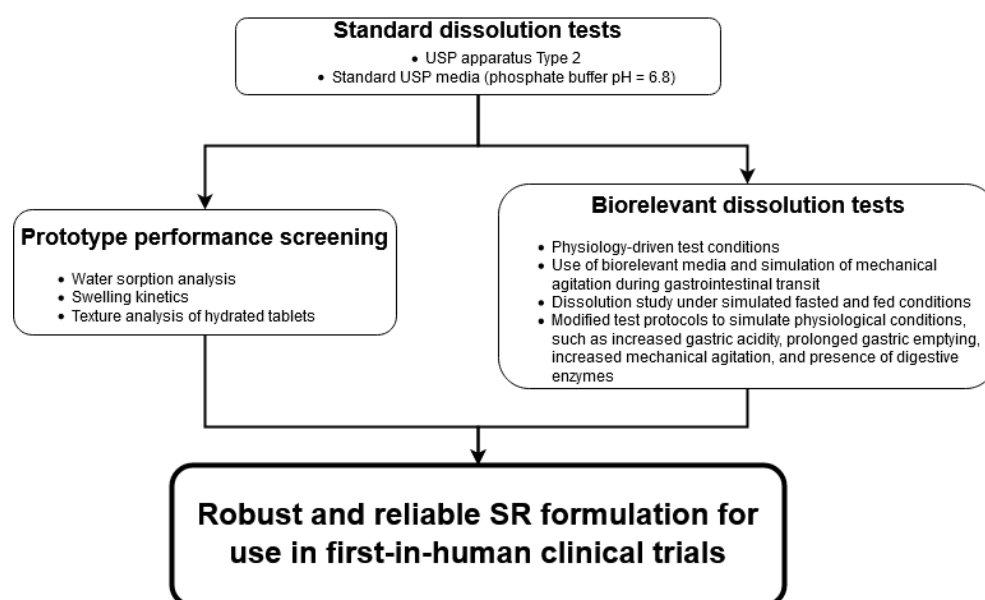 Standard dissolution tests
• USP apparatus Type 2
• Standard USP media (phosphate buffer pH = 6.8)
Prototype performance screening
• Water sorption analysis
• Swelling kinetics
• Texture analysis of hydrated tablets
Biorelevant dissolution tests
• Physiology-driven test conditions
• Use of biorelevant media and simulation of mechanical
agitation during gastrointestinal transit
• Dissolution study under simulated fasted and fed conditions
• Modified test protocols to simulate physiological conditions,
such as increased gastric acidity, prolonged gastric emptying,
increased mechanical agitation, and presence of digestive
enzymes
Robust and reliable SR formulation for
use in first-in-human clinical trials